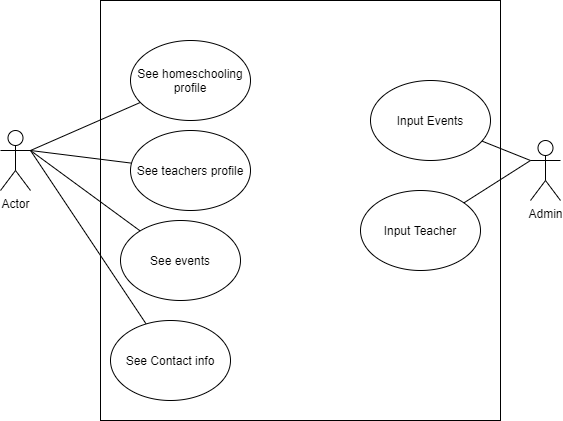 See homeschooling
profile
Input Events
See teachers profile
Actor
Admin
Input Teacher
See events
See Contact info